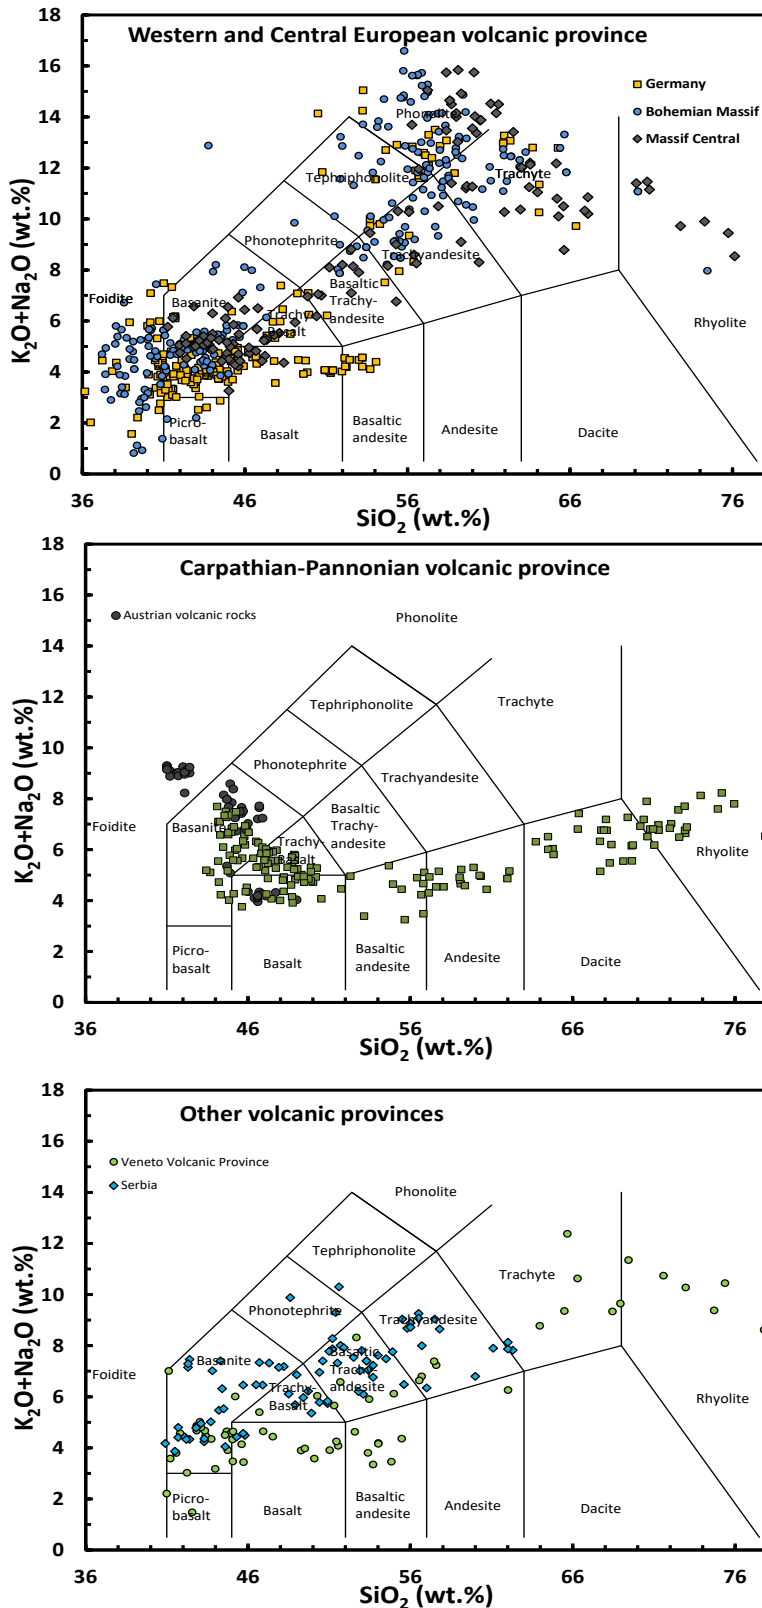 Western and Central European volcanic province
Germany
Bohemian Massif
Massif Central
K₂O+Na₂O (wt.%)
18
16
14
12
10
8
6
4
2
0
Phonolite
Tephriphonolite
Trachyte
Phonotephrite
Trachyandesite
Foidite
Basanite
Basaltic
Trachy-
andesite
Trachy-
Basalt
Rhyolite
Picro-
basalt
Basalt
Basaltic
andesite
Andesite
Dacite
36
46
56
66
76
SiO₂ (wt.%)
Carpathian-Pannonian volcanic province
Austrian volcanic rocks
K₂O+Na₂O (wt.%)
18
16
14
12
10
8
6
4
2
0
Phonolite
Tephriphonolite
Trachyte
Phonotephrite
Trachyandesite
Foidite
Basanite
Basaltic
Trachy-
andesite
Trachy-
Basalt
Rhyolite
Picro-
basalt
Basalt
Basaltic
andesite
Andesite
Dacite
36
46
56
66
76
SiO₂ (wt.%)
Other volcanic provinces
Veneto Volcanic Province
Serbia
K₂O+Na₂O (wt.%)
18
16
14
12
10
8
6
4
2
0
Phonolite
Tephriphonolite
Trachyte
Phonotephrite
Trachyandesite
Foidite
Basanite
Basaltic
Trachy-
andesite
Trachy-
Basalt
Rhyolite
Picro-
basalt
Basalt
Basaltic
andesite
Andesite
Dacite
36
46
56
66
76
SiO₂ (wt.%)